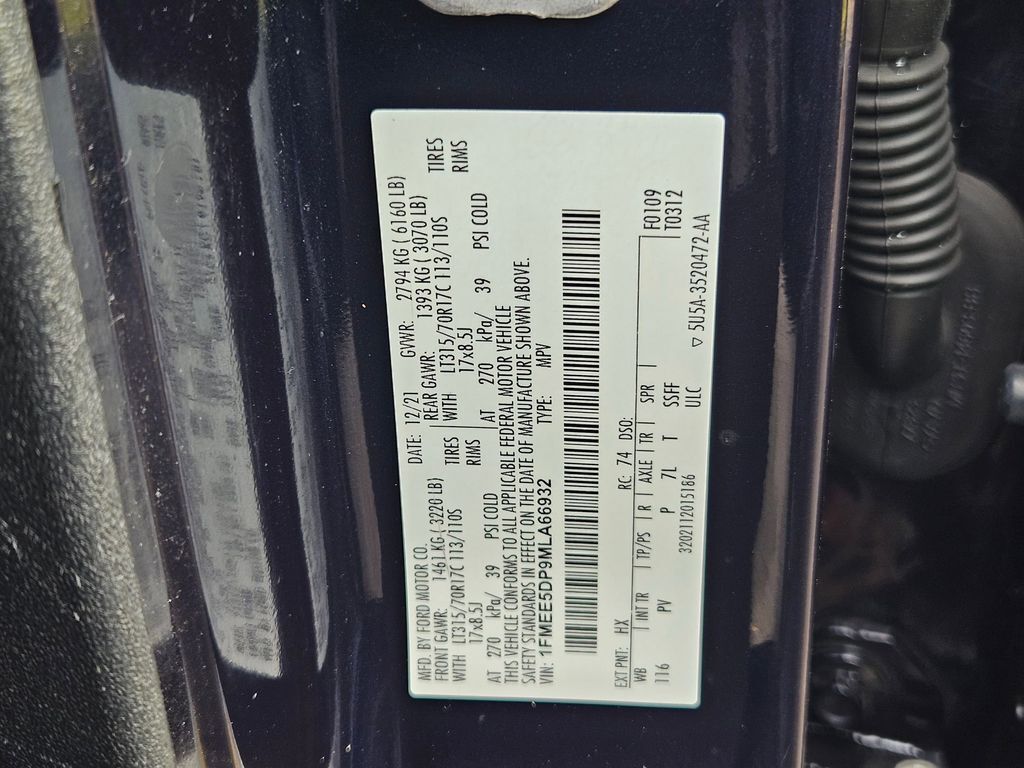 MFD. BY FORD MOTOR CO. DATE: 12/21 GVWR: 2794 KG ( 6160 LB)
FRONT GAWR: 1461 KG ( 3220 LB) REAR GAWR: 1393 KG ( 3070 LB)
WITH LT315/70R17C 113/110S TIRES WITH LT315/70R17C 113/110S TIRES
17x8.5J RIMS 17x8.5J RIMS
AT 270 kPa/ 39 PSI COLD AT 270 kPa/ 39 PSI COLD
THIS VEHICLE CONFORMS TO ALL APPLICABLE FEDERAL MOTOR VEHICLE
SAFETY STANDARDS IN EFFECT ON THE DATE OF MANUFACTURE SHOWN ABOVE.
VIN: 1FMEE5DP9MLA66932 TYPE: MPV
EXT PNT: HX RC: 74 DSO: F0109
WB INT TR TP/PS R AXLE TR SPR T0312
116 PV P 7L T SSFF
3202112015186 ULC ▽ 5U5A-3520472-AA